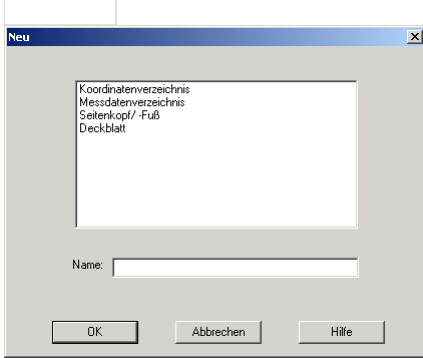 Neu
Koordinatenverzeichnis
Messdatenverzeichnis
Seitenkopf/ -Fuß
Deckblatt
Name:
OK Abbrechen Hilfe